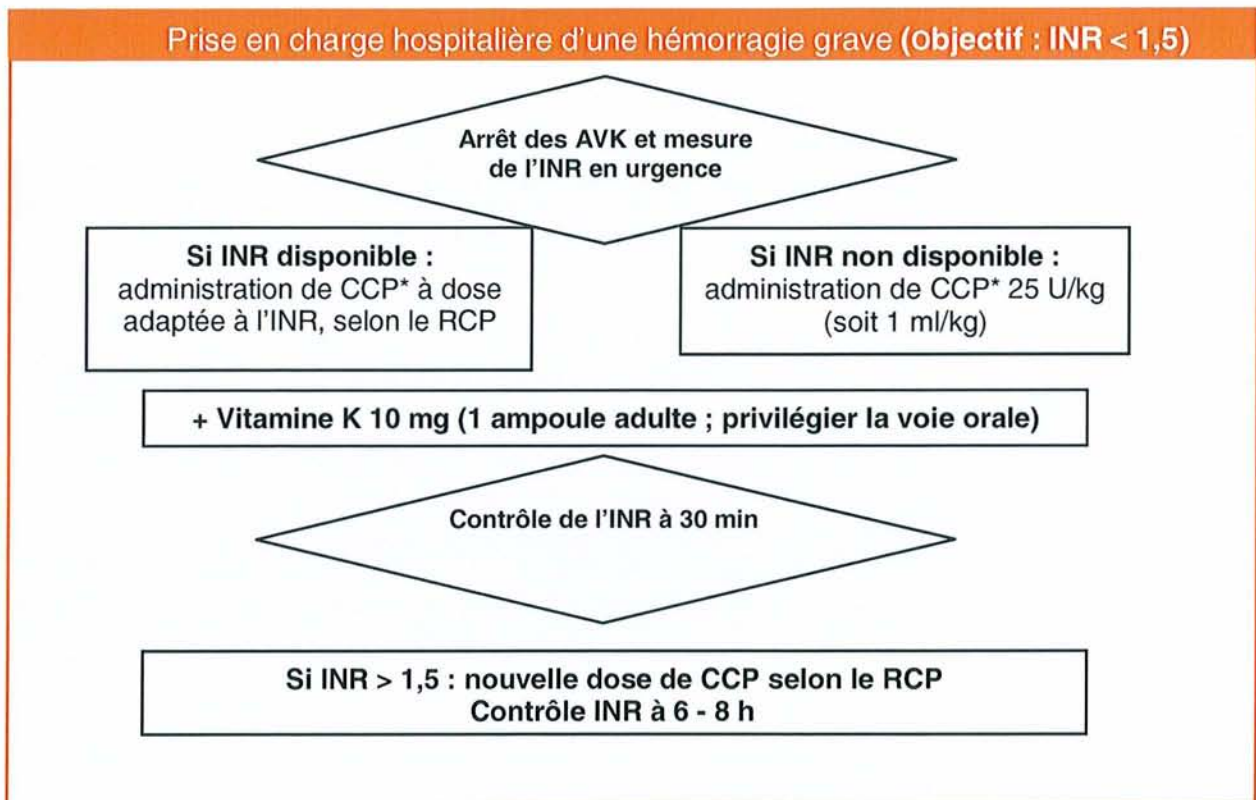 Prise en charge hospitalière d'une hémorragie grave (Objectif : INR < 1,5)
Arrêt des AVK et mesure
de l'INR en urgence
Si INR disponible :
administration de CCP* à dose
adaptée à l'INR, selon le RCP
Si INR non disponible :
administration de CCP* 25 U/kg
(soit 1 ml/kg)
+ Vitamine K 10 mg (1 ampoule adulte ; privilégier la voie orale)
Contrôle de l'INR à 30 min
Si INR > 1,5 : nouvelle dose de CCP selon le RCP
Contrôle INR à 6 - 8 h